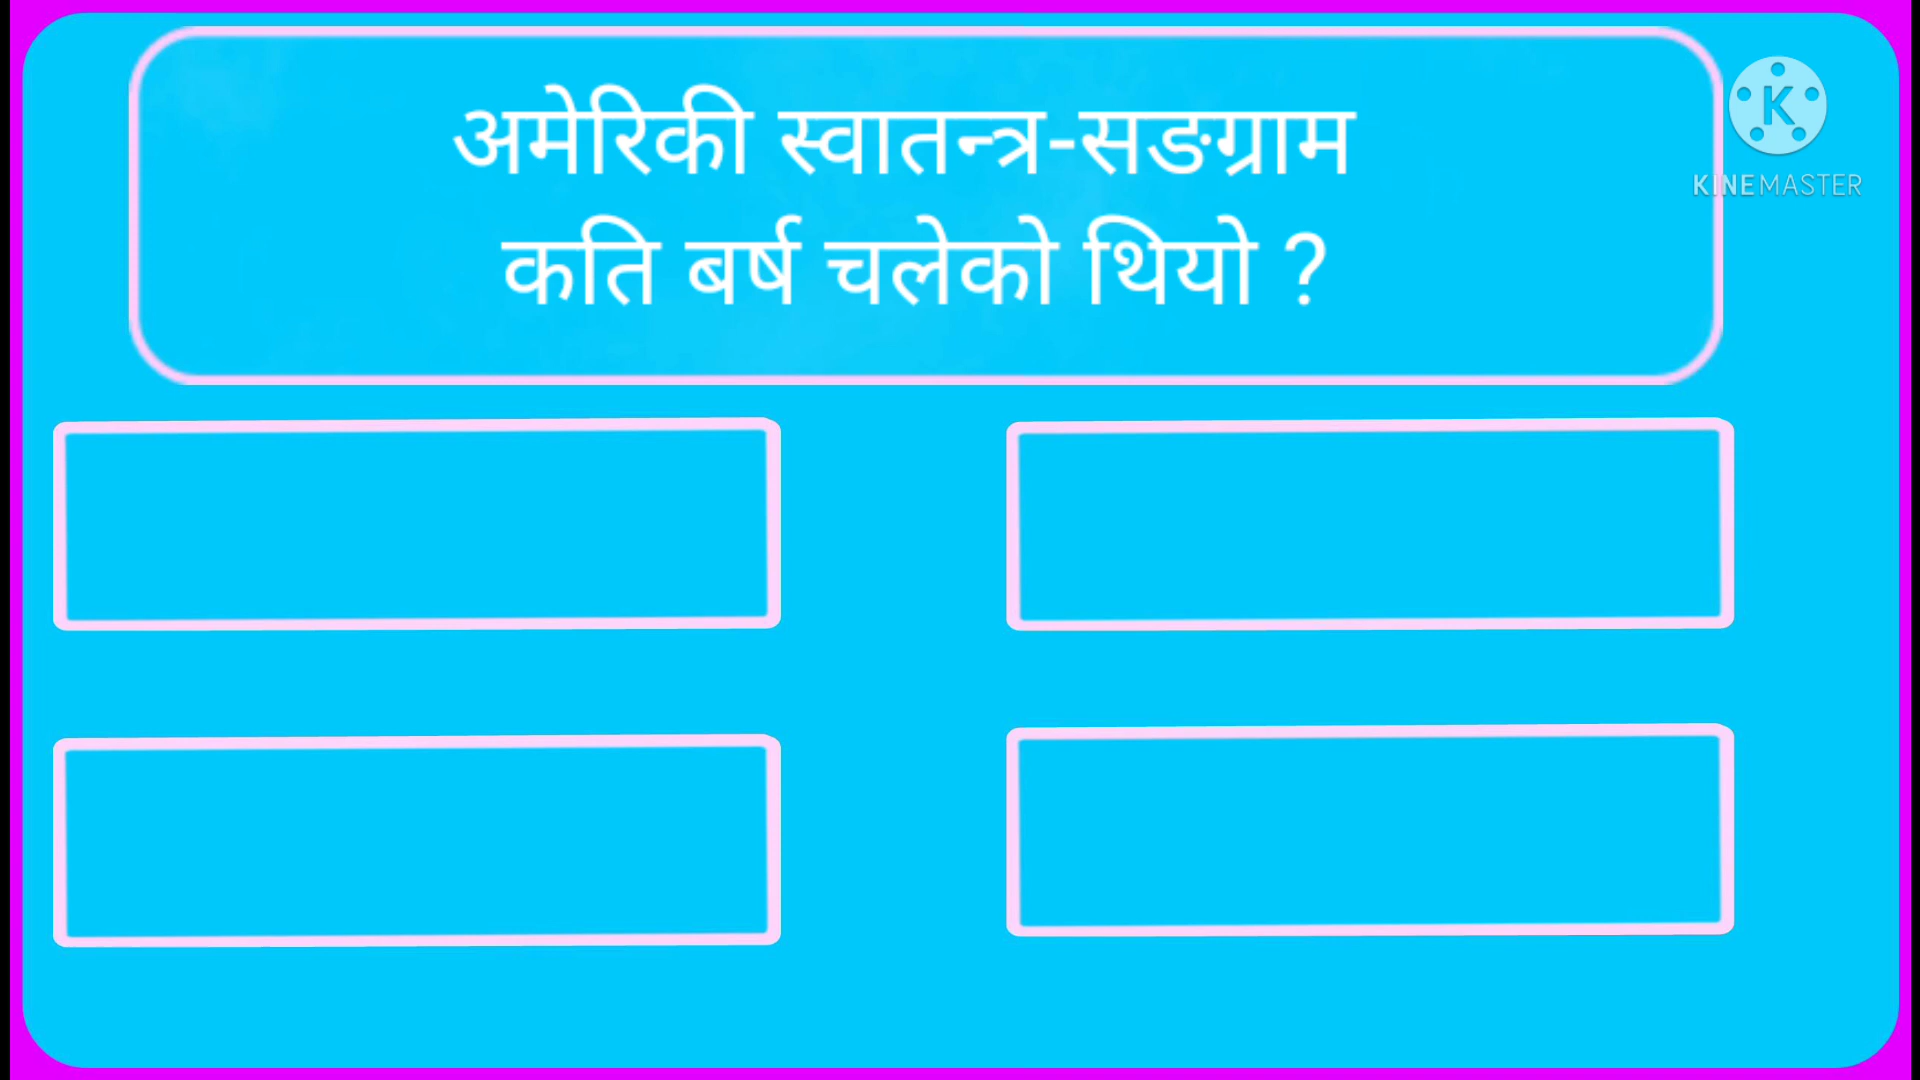 अमेरिकी स्वातन्त्र-सङग्राम
कति बर्ष चलेको थियो ?
K
KINEMASTER